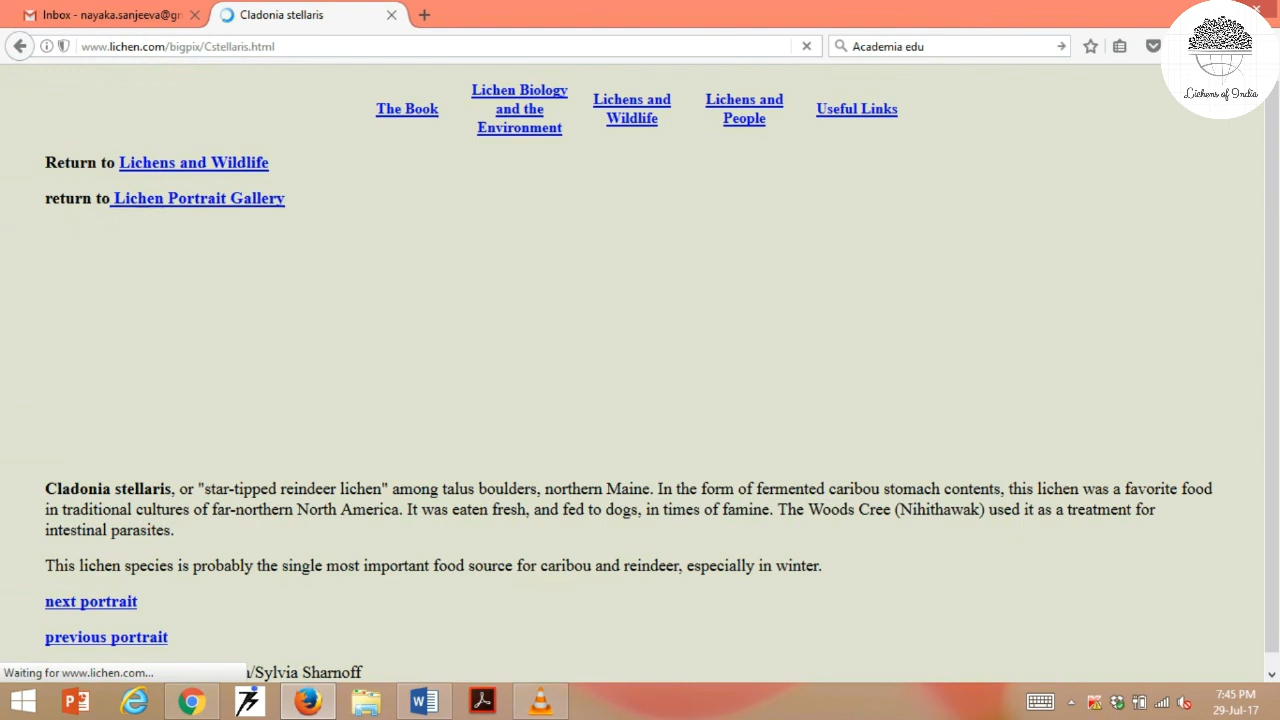 Inbox - nayaka.sanjeeva@gr
Cladonia stellaris
www.lichen.com/bigpix/Cstellaris.html
Academia edu
Lichens of India
The Book
Lichen Biology
and the
Environment
Lichens and
Wildlife
Lichens and
People
Useful Links
Return to Lichens and Wildlife
return to Lichen Portrait Gallery
Cladonia stellaris, or "star-tipped reindeer lichen" among talus boulders, northern Maine. In the form of fermented caribou stomach contents, this lichen was a favorite food
in traditional cultures of far-northern North America. It was eaten fresh, and fed to dogs, in times of famine. The Woods Cree (Nihithawak) used it as a treatment for
intestinal parasites.
This lichen species is probably the single most important food source for caribou and reindeer, especially in winter.
next portrait
previous portrait
Waiting for www.lichen.com...
/Sylvia Sharnoff
7:45 PM
29-Jul-17